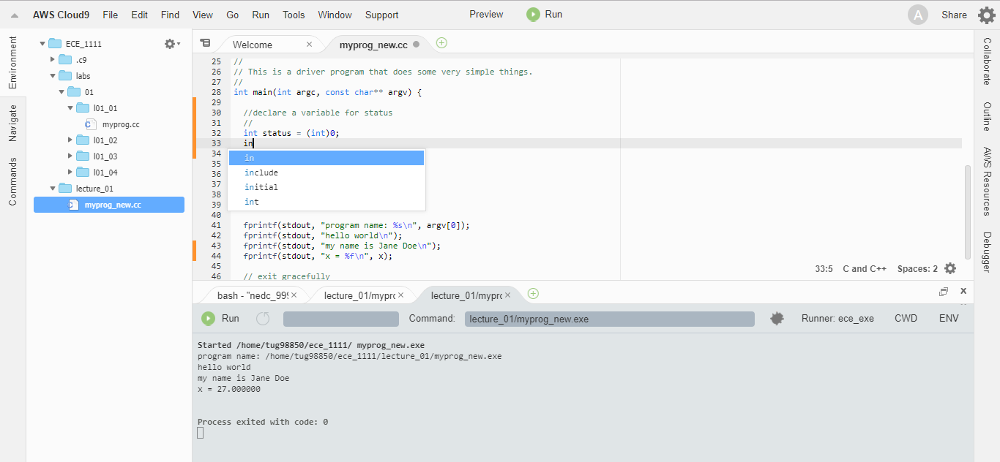 AWS Cloud9 File Edit Find View Go Run Tools Window Support Preview Run A Share
Environment
Navigate
Commands
ECE_1111
.c9
labs
01
l01_01
myprog.cc
l01_02
l01_03
l01_04
lecture_01
myprog_new.cc
Welcome × myprog_new.cc
25 //
26 // This is a driver program that does some very simple things.
27 //
28 int main(int argc, const char** argv) {
29
30 //declare a variable for status
31 //
32 int status = (int)0;
33 in
34
35
36
37
38
39
40
in
include
initial
int
41 fprintf(stdout, "program name: %s\n", argv[0]);
42 fprintf(stdout, "hello world\n");
43 fprintf(stdout, "my name is Jane Doe\n");
44 fprintf(stdout, "x = %f\n", x);
45
46 // exit gracefully
33:5 C and C++ Spaces: 2
bash - "nedc_999 × lecture_01/mypro × lecture_01/mypro ×
Run Command: lecture_01/myprog_new.exe Runner: ece_exe CWD ENV
Started /home/tug98850/ece_1111/ myprog_new.exe
program name: /home/tug98850/ece_1111/lecture_01/myprog_new.exe
hello world
my name is Jane Doe
x = 27.000000
Process exited with code: 0
Collaborate
Outline
AWS Resources
Debugger